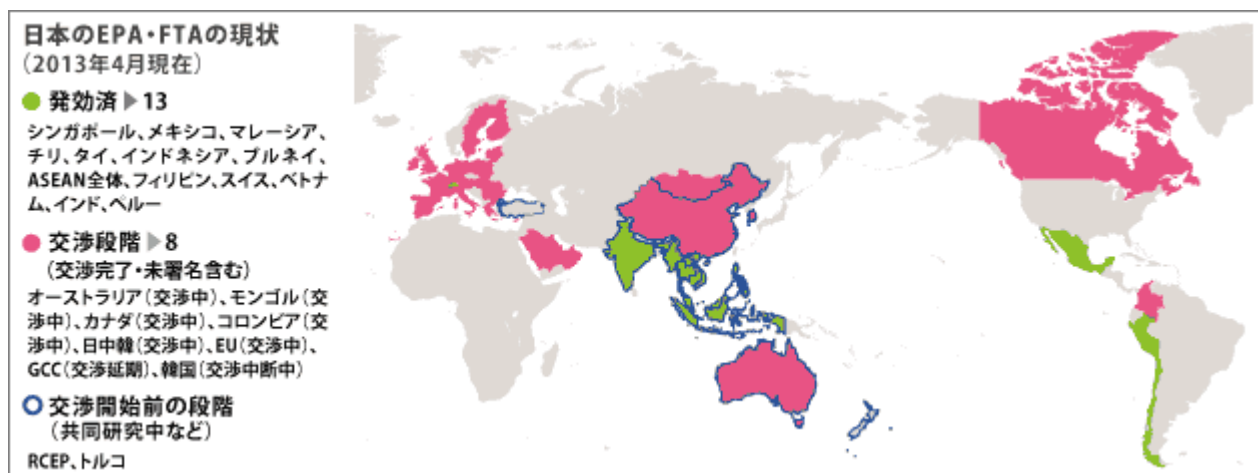 日本のEPA・FTAの現状
(2013年4月現在)
●発効済▶13
シンガポール、メキシコ、マレーシア、
チリ、タイ、インドネシア、ブルネイ、
ASEAN全体、フィリピン、スイス、ベトナ
ム、インド、ペルー
●交渉段階▶8
(交渉完了・未署名含む)
オーストラリア(交渉中)、モンゴル(交
渉中)、カナダ(交渉中)、コロンビア(交
渉中)、日中韓(交渉中)、EU(交渉中)、
GCC(交渉延期)、韓国(交渉中断中)
○交渉開始前の段階
(共同研究中など)
RCEP、トルコ